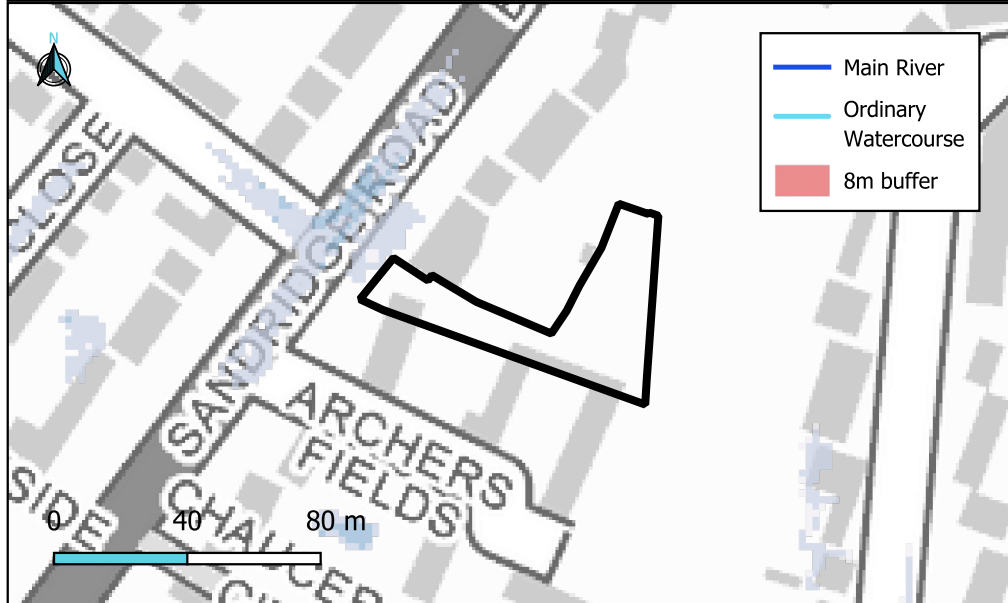 N
CLOSE
SANDRIDGE ROAD
ARCHERS
FIELDS
CHAUCER
SIDE
0 40 80 m
Main River
Ordinary
Watercourse
8m buffer